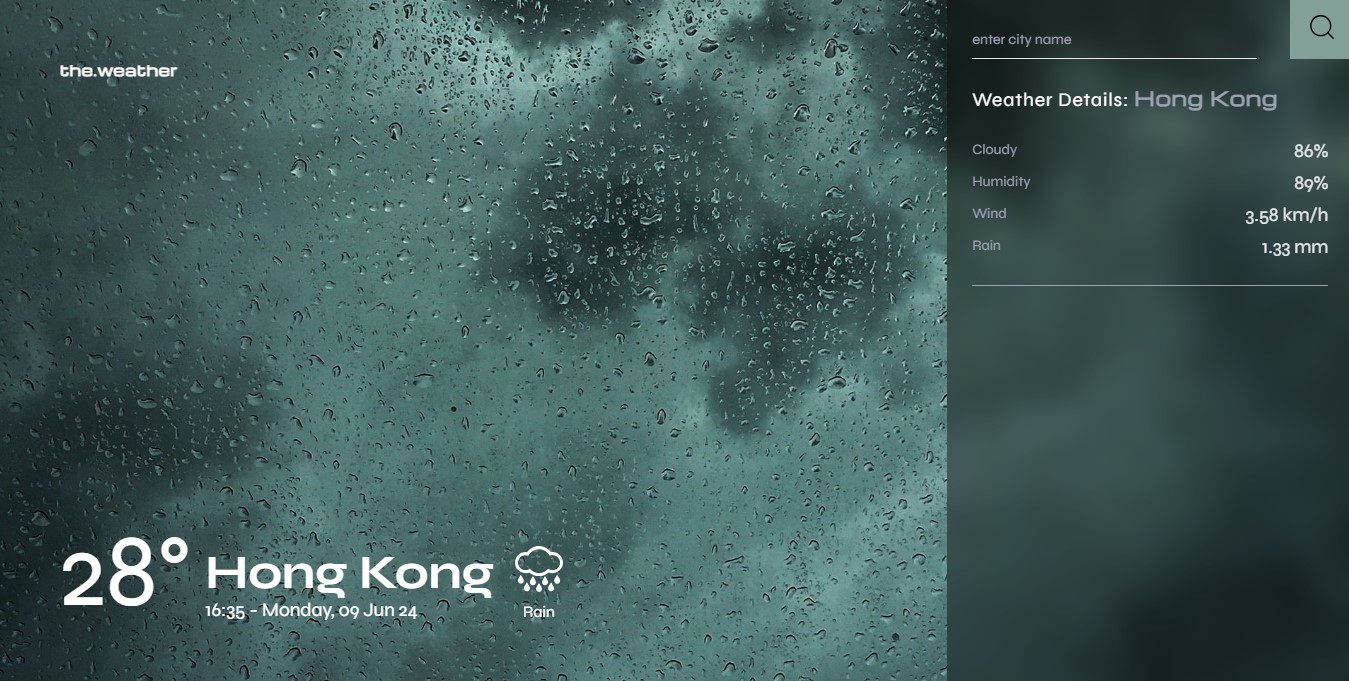 the.weather
28° Hong Kong
16:35 - Monday, 09 Jun 24
Rain
enter city name
Weather Details: Hong Kong
Cloudy 86%
Humidity 89%
Wind 3.58 km/h
Rain 1.33 mm